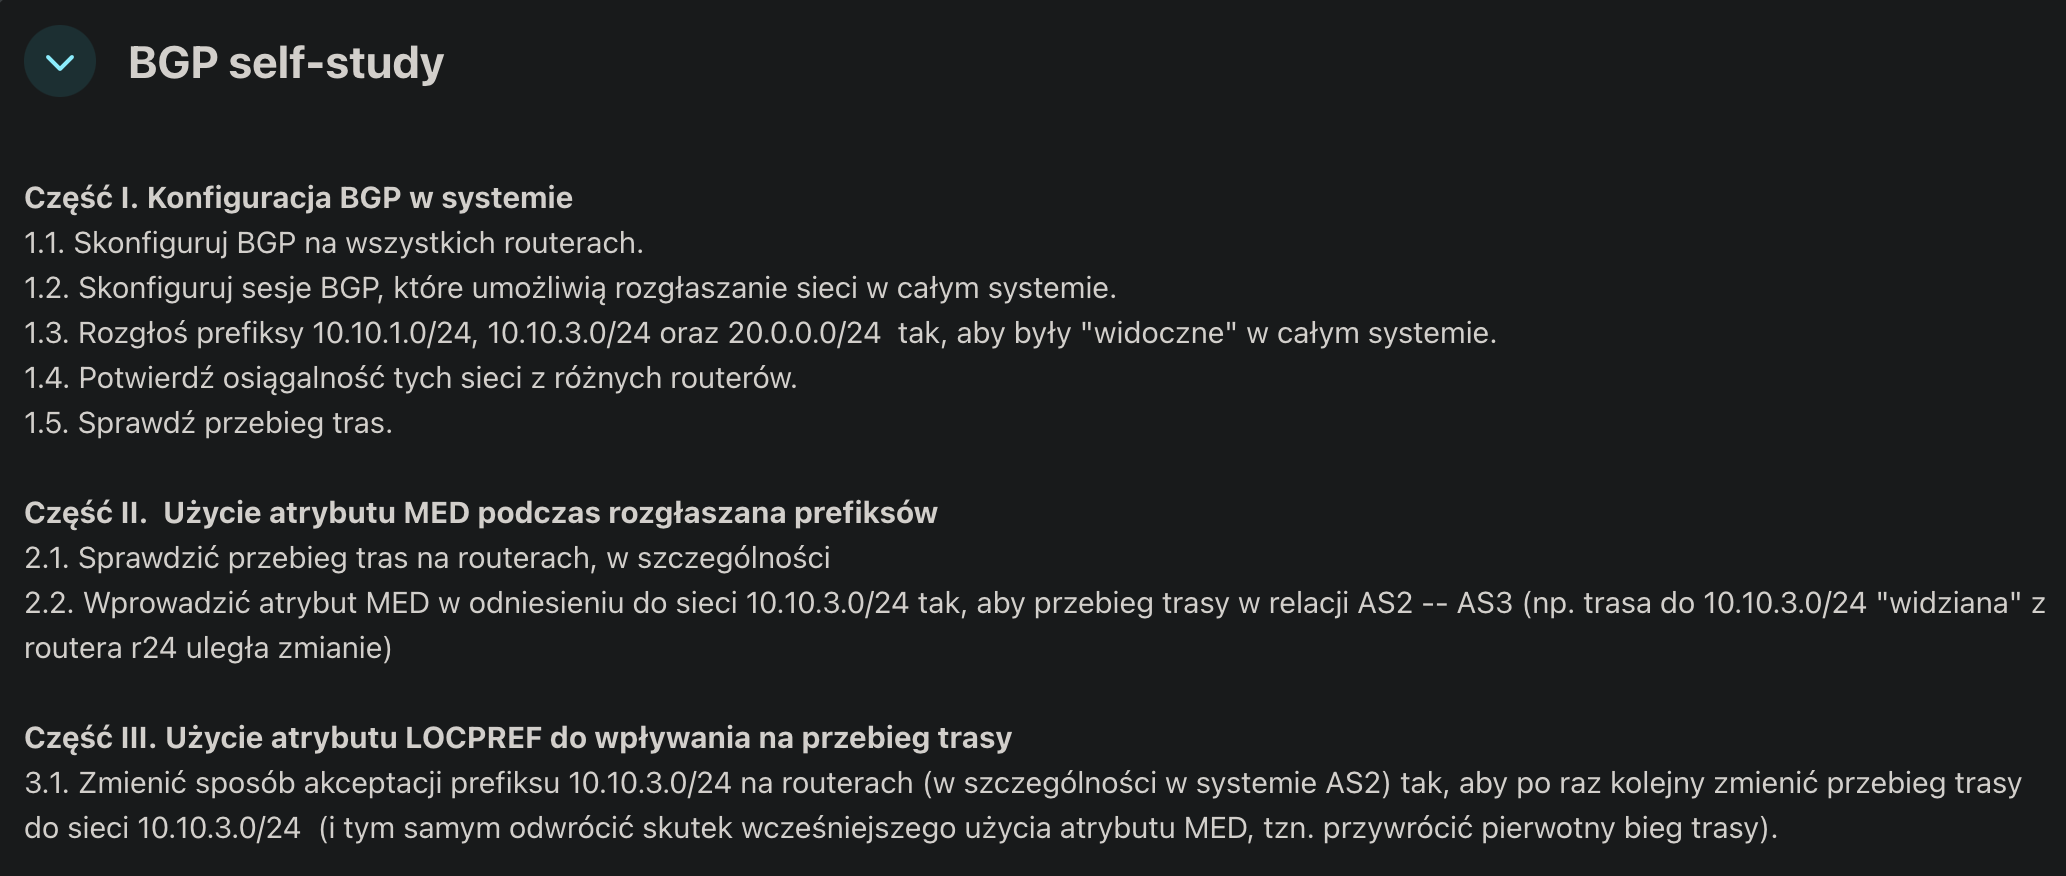 BGP self-study
Część I. Konfiguracja BGP w systemie
1.1. Skonfiguruj BGP na wszystkich routerach.
1.2. Skonfiguruj sesje BGP, które umożliwią rozgłaszanie sieci w całym systemie.
1.3. Rozgłoś prefiksy 10.10.1.0/24, 10.10.3.0/24 oraz 20.0.0.0/24  tak, aby były "widoczne" w całym systemie.
1.4. Potwierdź osiągalność tych sieci z różnych routerów.
1.5. Sprawdź przebieg tras.
Część II.  Użycie atrybutu MED podczas rozgłaszana prefiksów
2.1. Sprawdzić przebieg tras na routerach, w szczególności
2.2. Wprowadzić atrybut MED w odniesieniu do sieci 10.10.3.0/24 tak, aby przebieg trasy w relacji AS2 -- AS3 (np. trasa do 10.10.3.0/24 "widziana" z
routera r24 uległa zmianie)
Część III. Użycie atrybutu LOCPREF do wpływania na przebieg trasy
3.1. Zmienić sposób akceptacji prefiksu 10.10.3.0/24 na routerach (w szczególności w systemie AS2) tak, aby po raz kolejny zmienić przebieg trasy
do sieci 10.10.3.0/24  (i tym samym odwrócić skutek wcześniejszego użycia atrybutu MED, tzn. przywrócić pierwotny bieg trasy).